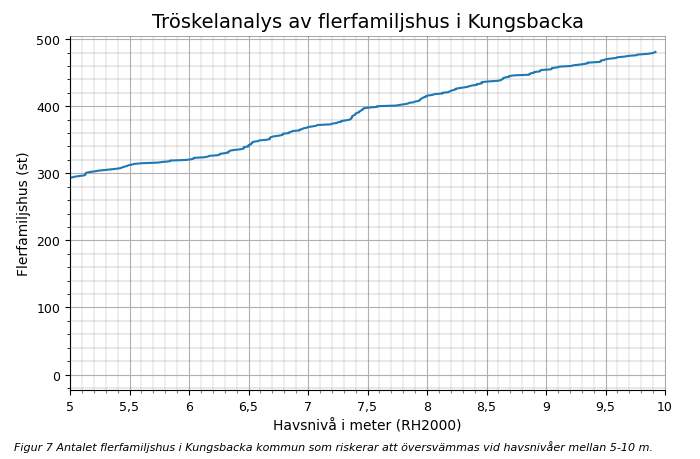 Tröskelanalys av flerfamiljshus i Kungsbacka
500
400
300
200
100
0
Flerfamiljshus (st)
5 5,5 6 6,5 7 7,5 8 8,5 9 9,5 10
Havsnivå i meter (RH2000)
Figur 7 Antalet flerfamiljshus i Kungsbacka kommun som riskerar att översvämmas vid havsnivåer mellan 5-10 m.